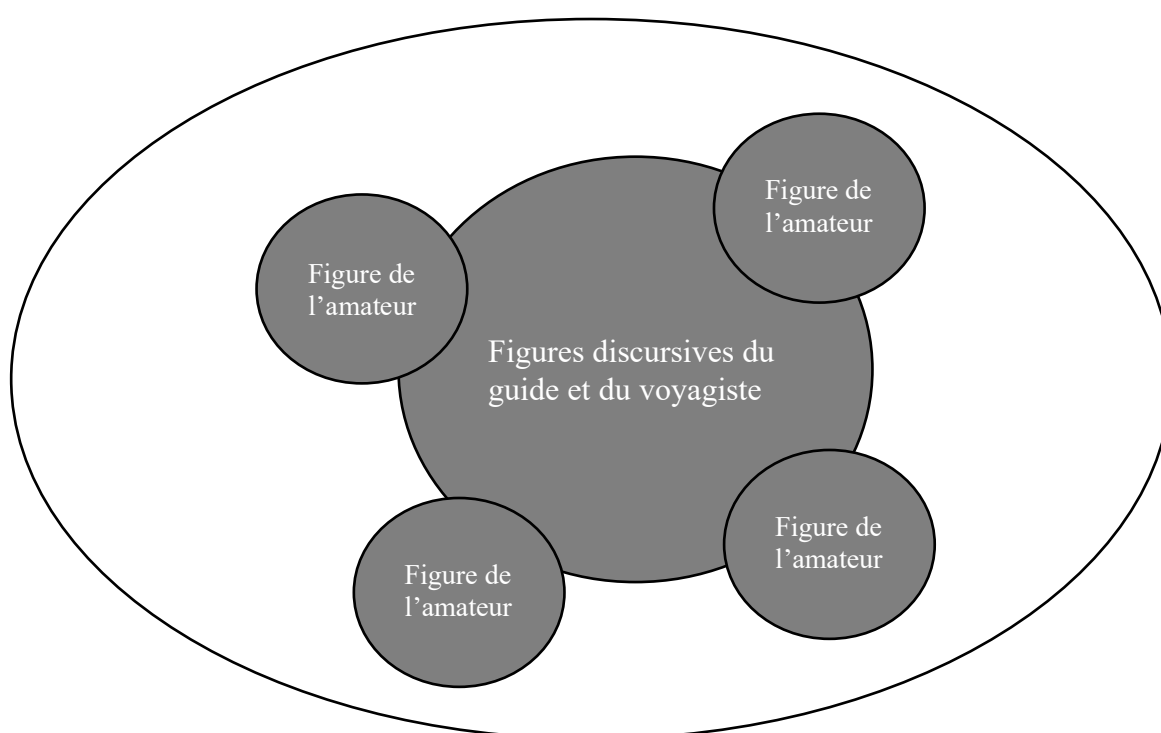 Figure de
l’amateur
Figure de
l’amateur
Figures discursives du
guide et du voyagiste
Figure de
l’amateur
Figure de
l’amateur